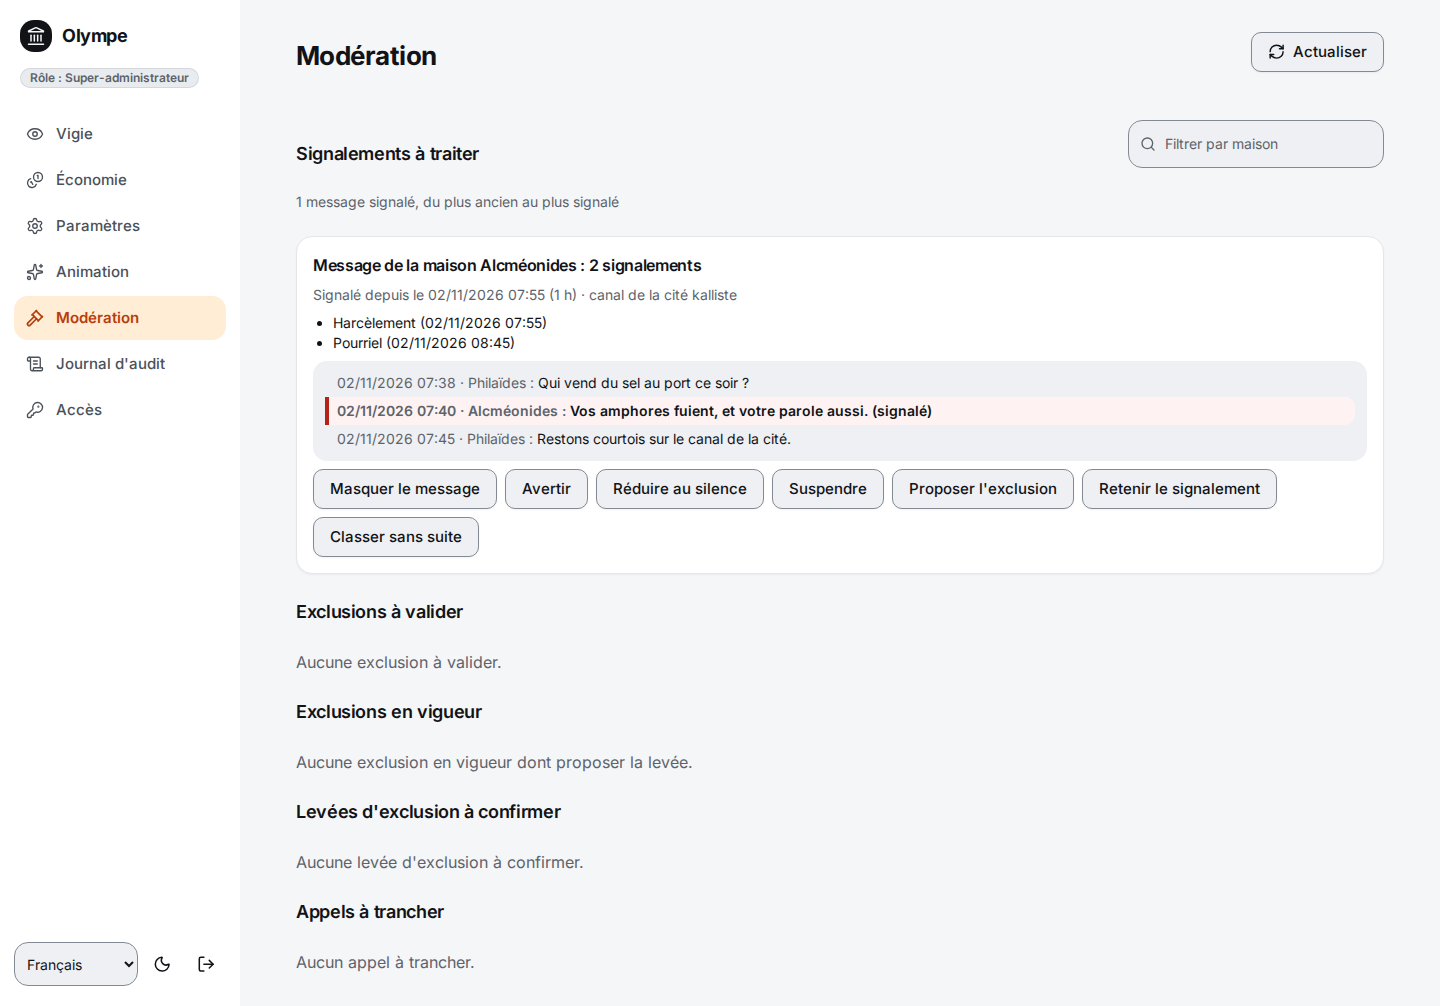 Olympe
Rôle : Super-administrateur
Vigie
Économie
Paramètres
Animation
Modération
Journal d'audit
Accès
Français
Modération
Actualiser
Signalements à traiter
Filtrer par maison
1 message signalé, du plus ancien au plus signalé
Message de la maison Alcméonides : 2 signalements
Signalé depuis le 02/11/2026 07:55 (1 h) · canal de la cité kalliste
Harcèlement (02/11/2026 07:55)
Pourriel (02/11/2026 08:45)
02/11/2026 07:38 · Philaïdes : Qui vend du sel au port ce soir ?
02/11/2026 07:40 · Alcméonides : Vos amphores fuient, et votre parole aussi. (signalé)
02/11/2026 07:45 · Philaïdes : Restons courtois sur le canal de la cité.
Masquer le message
Avertir
Réduire au silence
Suspendre
Proposer l'exclusion
Retenir le signalement
Classer sans suite
Exclusions à valider
Aucune exclusion à valider.
Exclusions en vigueur
Aucune exclusion en vigueur dont proposer la levée.
Levées d'exclusion à confirmer
Aucune levée d'exclusion à confirmer.
Appels à trancher
Aucun appel à trancher.